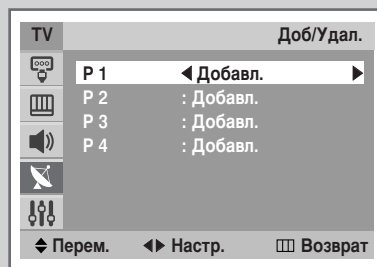 TV Доб/Удал.
P 1 ◀ Добавл. ▶
P 2 : Добавл.
P 3 : Добавл.
P 4 : Добавл.
Перем. Настр. Возврат